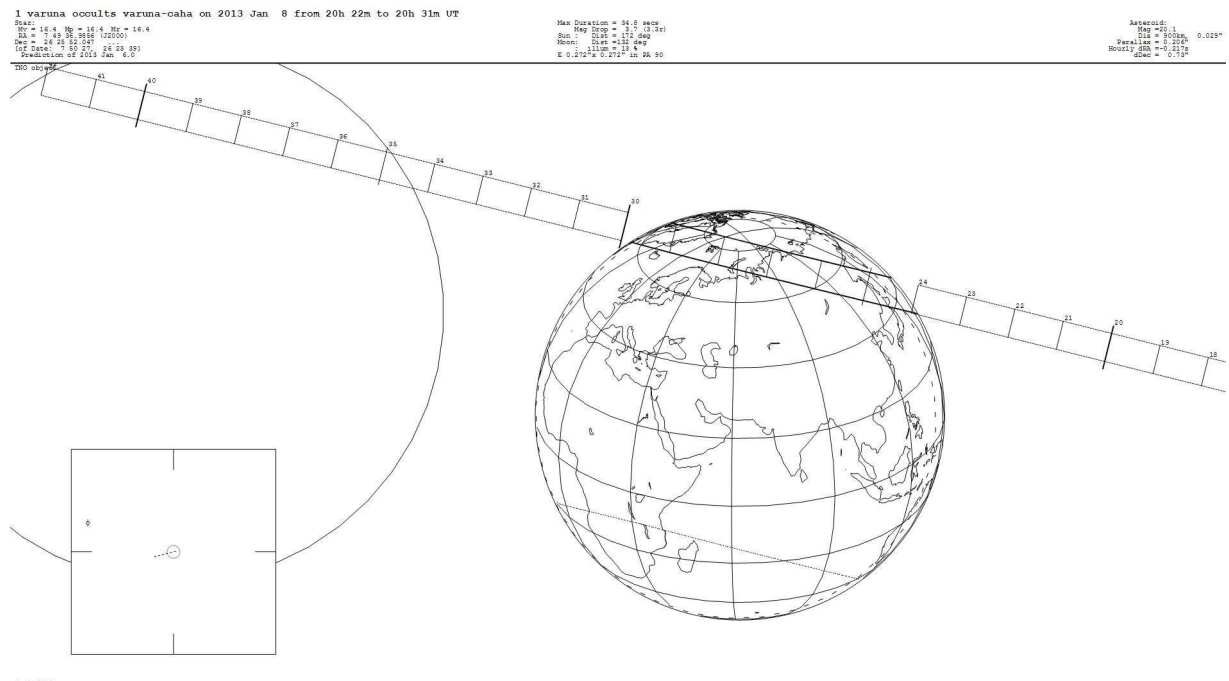 1 varuna occults varuna-caha on 2013 Jan  8 from 20h 22m to 20h 31m UT
Star:
Mv = 16.4  Mp = 16.4  Mr = 16.4
RA =  7 49 36.9856 (J2000)
Dec =  26 25 52.047  ...
[of Date:  7 50 27,  26 23 39]
Prediction of 2013 Jan  6.0
Max Duration = 34.8 secs
Mag Drop =  3.7 (3.3r)
Sun :   Dist = 172 deg
Moon:   Dist =132 deg
:  illum = 13 %
E 0.272"x 0.272" in PA 90
Asteroid:
Mag =20.1
Dia = 900km,  0.029"
Parallax = 0.206"
Hourly dRA =-0.217s
dDec =  0.73"
TNO object
41
40
39
38
37
36
35
34
33
32
31
30
24
23
22
21
20
19
18